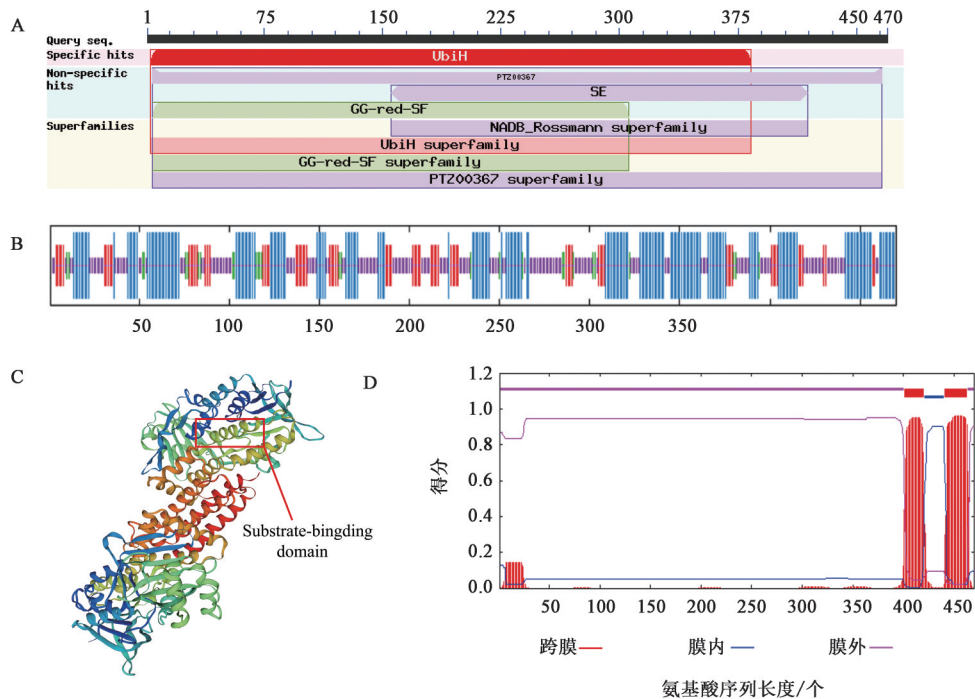 A
1 75 150 225 300 375 450 470
Query seq.
Specific hits
UbiH
Non-specific
hits
PTZ00367
SE
GG-red-SF
Superfamilies
NADB_Rossmann superfamily
UbiH superfamily
GG-red-SF superfamily
PTZ00367 superfamily
B
50 100 150 200 250 300 350
C
Substrate-bingding
domain
D
1.2
1.0
0.8
0.6
0.4
0.2
0.0
得分
50 100 150 200 250 300 350 400 450
跨膜 膜内 膜外
氨基酸序列长度/个